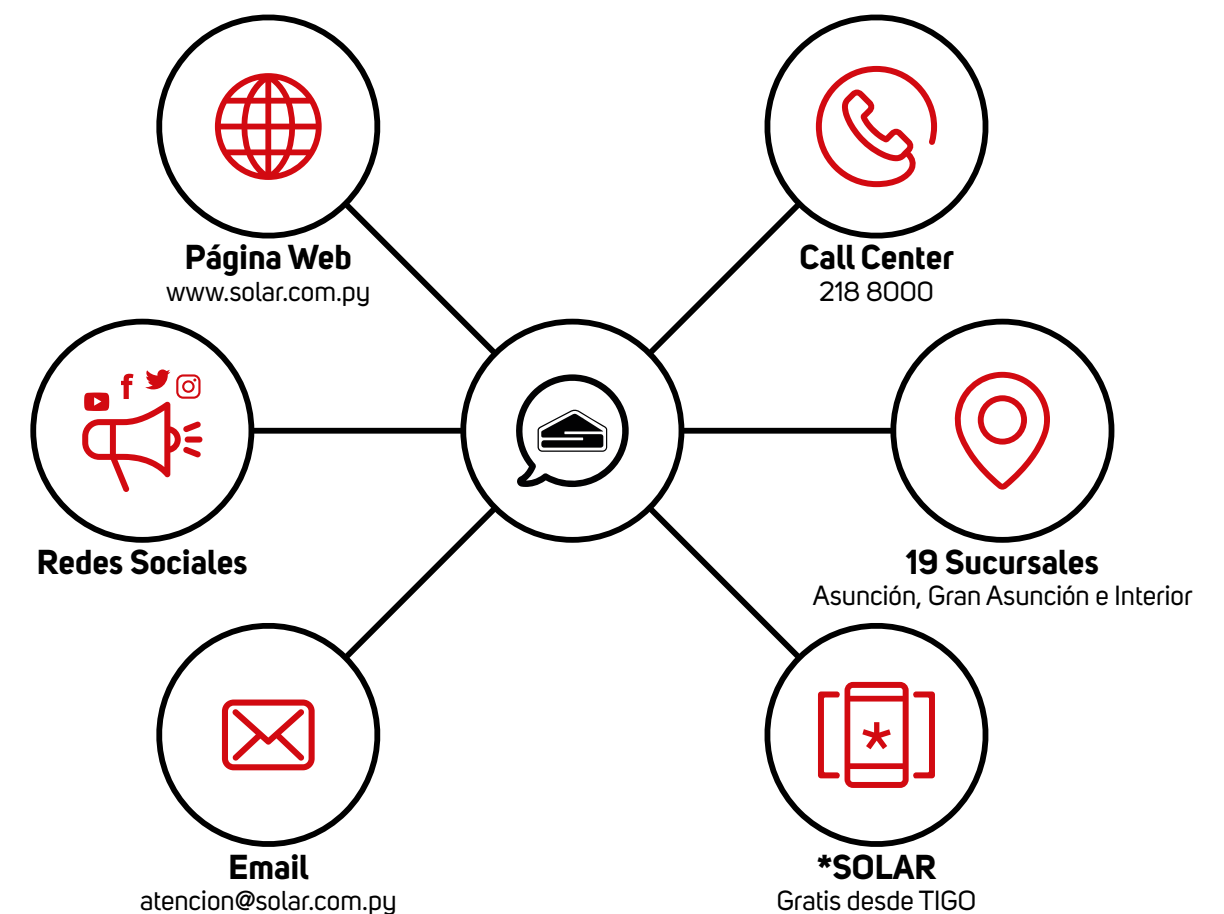 Página Web
www.solar.com.py
Call Center
218 8000
Redes Sociales
19 Sucursales
Asunción, Gran Asunción e Interior
Email
atencion@solar.com.py
*SOLAR
Gratis desde TIGO